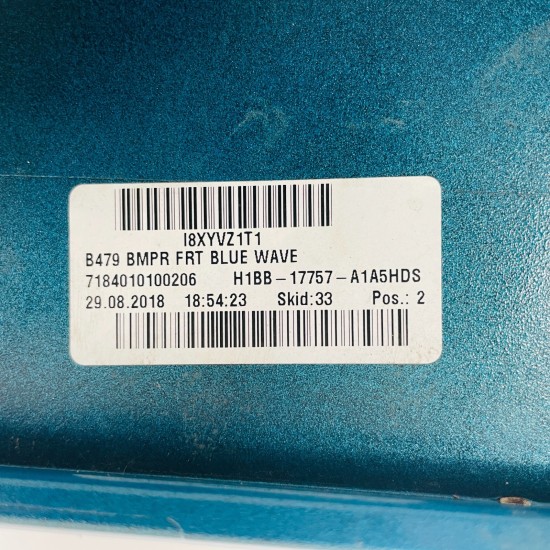 I8XYVZ1T1
B479 BMPR FRT BLUE WAVE
7184010100206 H1BB-17757-A1A5HDS
29.08.2018 18:54:23 Skid:33 Pos.: 2